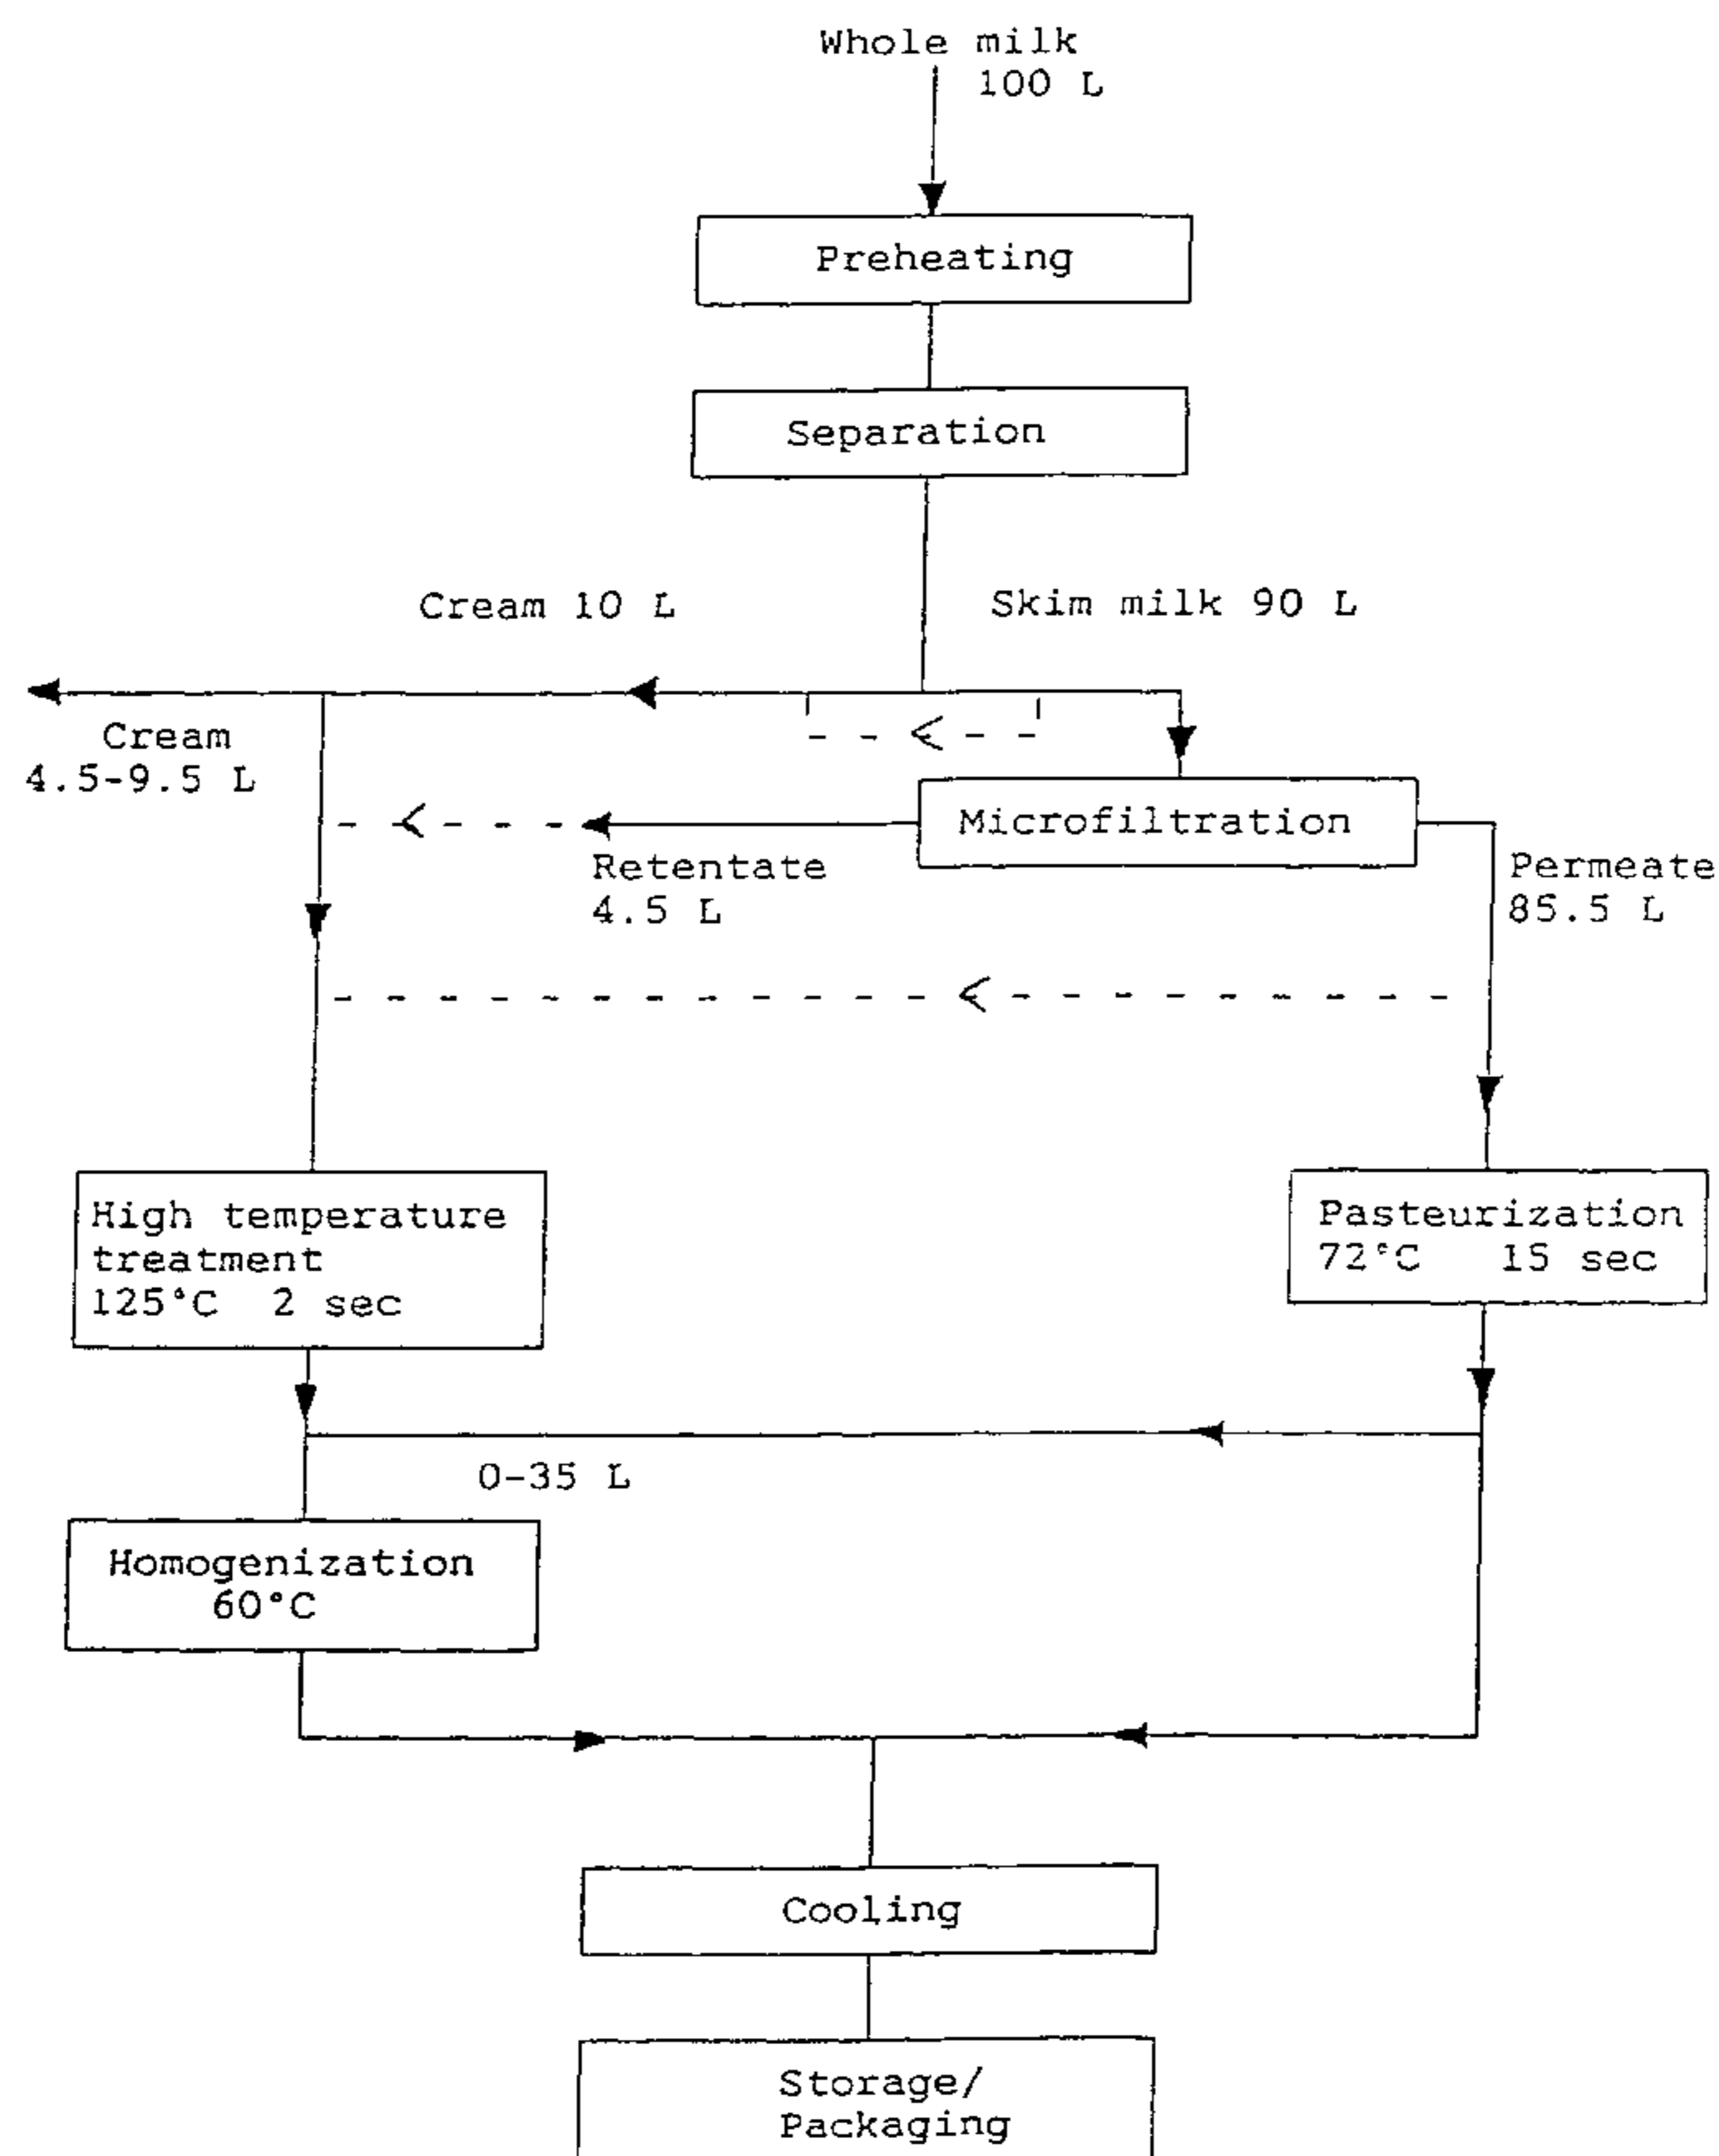 Whole milk
100 L
Preheating
Separation
Cream 10 L
Skim milk 90 L
Cream
4.5-9.5 L
Microfiltration
Retentate
4.5 L
Permeate
85.5 L
High temperature
treatment
125°C 2 sec
Pasteurization
72°C 15 sec
0-35 L
Homogenization
60°C
Cooling
Storage/
Packaging